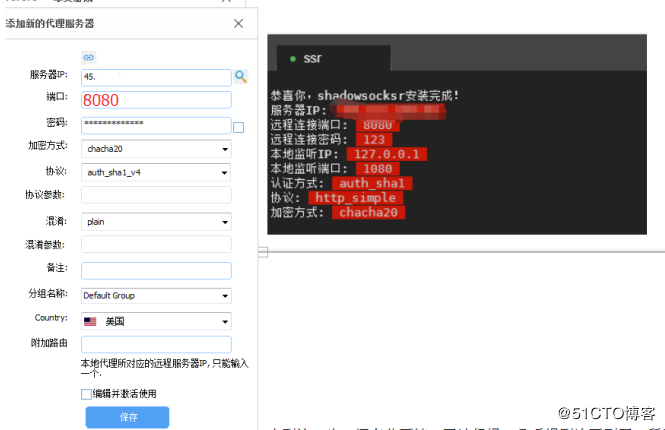 添加新的代理服务器
服务器IP: 45.
端口: 8080
密码: *************
加密方式: chacha20
协议: auth_sha1_v4
协议参数:
混淆: plain
混淆参数:
备注:
分组名称: Default Group
Country: 美国
附加路由
本地代理所对应的远程服务器IP, 只能输入
一个.
编辑并激活使用
保存
ssr
恭喜你, shadowsocksr安装完成!
服务器IP:
远程连接端口: 8080
远程连接密码: 123
本地监听IP: 127.0.0.1
本地监听端口: 1080
认证方式: auth_sha1
协议: http_simple
加密方式: chacha20
@51CTO博客